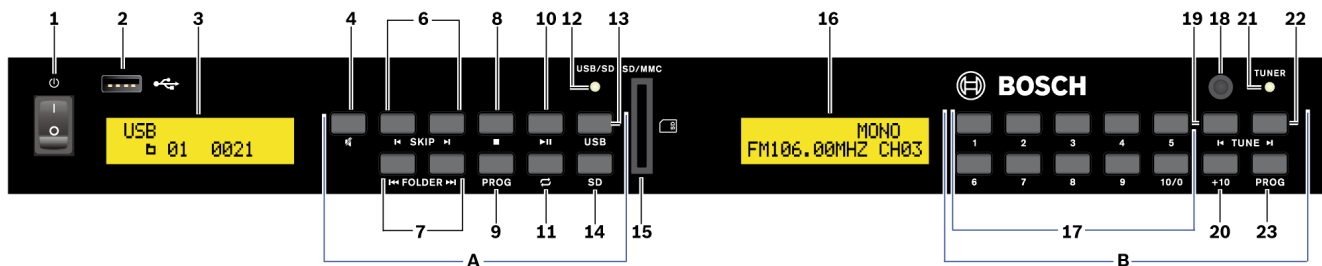 1 2 3 4 6 8 10 12 13 16 19 18 21 22
USB/SD SD/MMC
TUNER
BOSCH
USB
01 0021
MONO
FM106.00MHZ CH03
SKIP USB
1 2 3 4 5 TUNE
SD
FOLDER PROG SD
6 7 8 9 10/0 +10 PROG
7 9 11 14 15 17 20 23
A B